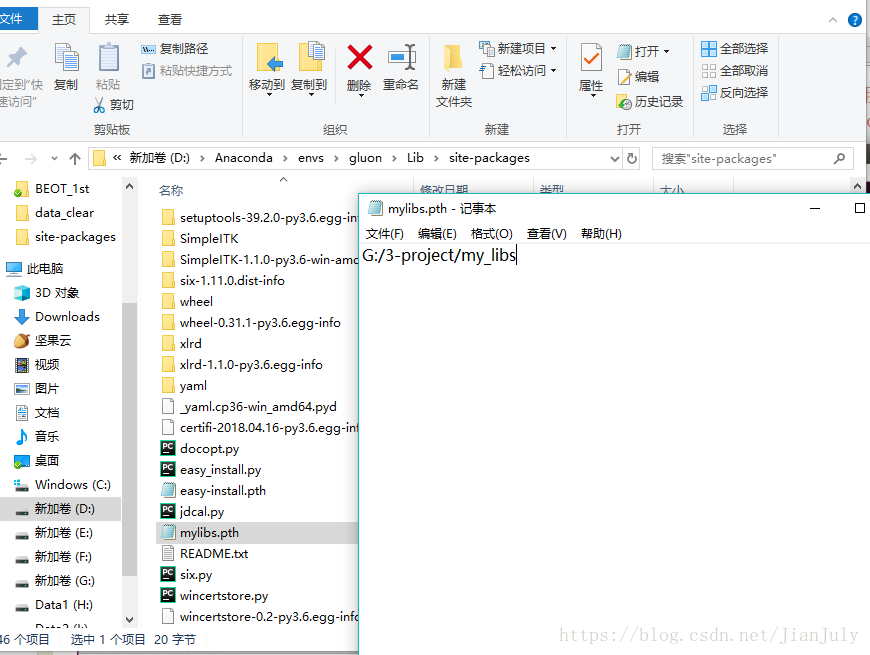 文件 主页 共享 查看
复制 粘贴 复制路径 粘贴快捷方式 剪切
定到"快
速访问"
移动到 复制到 删除 重命名
新建
文件夹
新建项目 轻松访问
属性 打开 编辑 历史记录
全部选择 全部取消 反向选择
剪贴板 组织 新建 打开 选择
« 新加卷 (D:) › Anaconda › envs › gluon › Lib › site-packages
搜索"site-packages"
名称 修改日期 类型 大小
BEOT_1st
data_clear
site-packages
此电脑
3D 对象
Downloads
坚果云
视频
图片
文档
音乐
桌面
Windows (C:)
新加卷 (D:)
新加卷 (E:)
新加卷 (F:)
新加卷 (G:)
Data1 (H:)
setuptools-39.2.0-py3.6.egg-in
SimpleITK
SimpleITK-1.1.0-py3.6-win-amd
six-1.11.0.dist-info
wheel
wheel-0.31.1-py3.6.egg-info
xlrd
xlrd-1.1.0-py3.6.egg-info
yaml
_yaml.cp36-win_amd64.pyd
certifi-2018.04.16-py3.6.egg-inf
docopt.py
easy_install.py
easy-install.pth
jdcal.py
mylibs.pth
README.txt
six.py
wincertstore.py
wincertstore-0.2-py3.6.egg-info
mylibs.pth - 记事本
文件(F) 编辑(E) 格式(O) 查看(V) 帮助(H)
G:/3-project/my_libs
46 个项目 选中 1 个项目 20 字节
https://blog.csdn.net/JianJuly